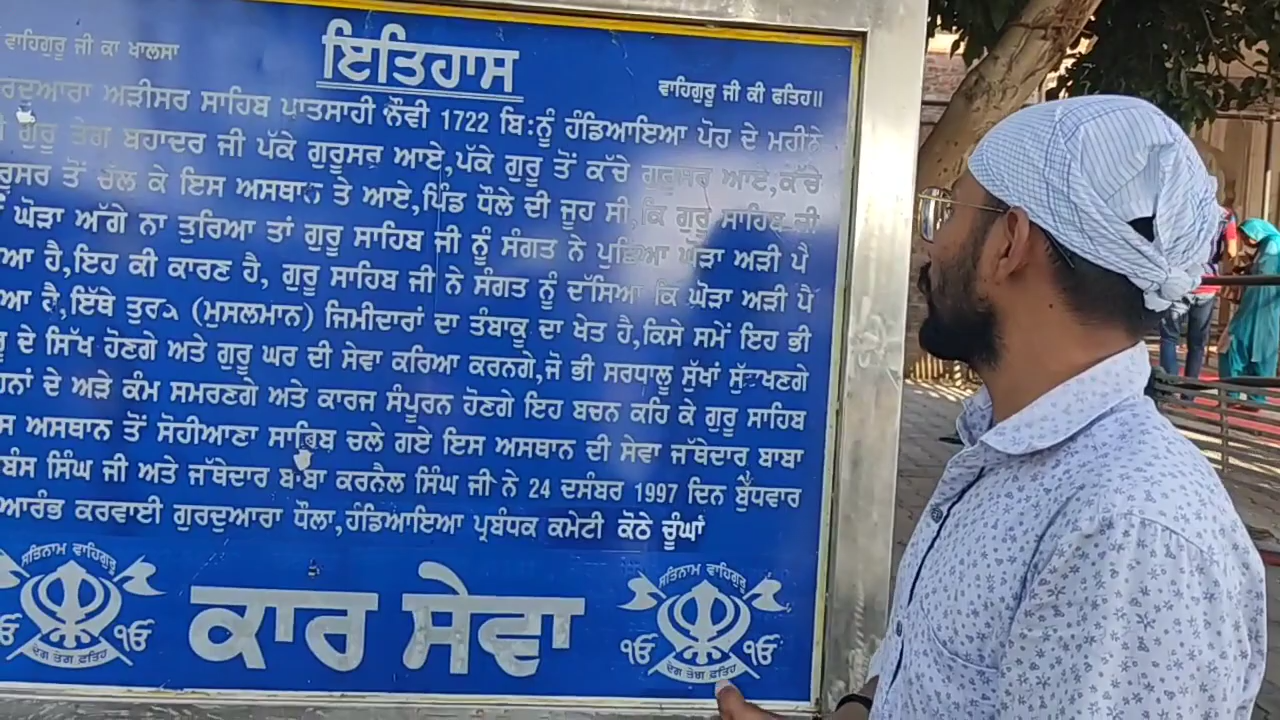 ਵਾਹਿਗੁਰੂ ਜੀ ਕਾ ਖਾਲਸਾ
ਇਤਿਹਾਸ
ਵਾਹਿਗੁਰੂ ਜੀ ਕੀ ਫਤਿਹ॥
ਰਦੁਆਰਾ ਅੜੀਸਰ ਸਾਹਿਬ ਪਾਤਸਾਹੀ ਨੌਵੀ 1722 ਬਿ:ਨੂੰ ਹੰਡਿਆਇਆ ਪੋਹ ਦੇ ਮਹੀਨੇ
ਗੁਰੂ ਤੇਗ ਬਹਾਦਰ ਜੀ ਪੱਕੇ ਗੁਰੂਸਰ ਆਏ,ਪੱਕੇ ਗੁਰੂ ਤੋਂ ਕੱਚੇ ਗੁਰੂਸਰ ਆਏ,ਕੱਚੇ
ਰੂਸਰ ਤੋਂ ਚੱਲ ਕੇ ਇਸ ਅਸਥਾਨ ਤੇ ਆਏ,ਪਿੰਡ ਧੌਲੇ ਦੀ ਜੂਹ ਸੀ,ਕਿ ਗੁਰੂ ਸਾਹਿਬ ਜੀ
ਘੋੜਾ ਅੱਗੇ ਨਾ ਤੁਰਿਆ ਤਾਂ ਗੁਰੂ ਸਾਹਿਬ ਜੀ ਨੂੰ ਸੰਗਤ ਨੇ ਪੁਛਿਆ ਘੋੜਾ ਅੜੀ ਪੈ
ਆ ਹੈ,ਇਹ ਕੀ ਕਾਰਣ ਹੈ, ਗੁਰੂ ਸਾਹਿਬ ਜੀ ਨੇ ਸੰਗਤ ਨੂੰ ਦੱਸਿਆ ਕਿ ਘੋੜਾ ਅੜੀ ਪੈ
ਆ ਹੈ,ਇੱਥੇ ਤੁਰਕ (ਮੁਸਲਮਾਨ) ਜਿਮੀਦਾਰਾਂ ਦਾ ਤੰਬਾਕੂ ਦਾ ਖੇਤ ਹੈ,ਕਿਸੇ ਸਮੇਂ ਇਹ ਭੀ
ਰੂ ਦੇ ਸਿੱਖ ਹੋਣਗੇ ਅਤੇ ਗੁਰੂ ਘਰ ਦੀ ਸੇਵਾ ਕਰਿਆ ਕਰਨਗੇ,ਜੋ ਭੀ ਸਰਧਾਲੂ ਸੁੱਖਾਂ ਸੁੱਖਣਗੇ
ਹਨਾਂ ਦੇ ਅੜੇ ਕੰਮ ਸਮਰਣਗੇ ਅਤੇ ਕਾਰਜ ਸੰਪੂਰਨ ਹੋਣਗੇ ਇਹ ਬਚਨ ਕਹਿ ਕੇ ਗੁਰੂ ਸਾਹਿਬ
ਸ ਅਸਥਾਨ ਤੋਂ ਸੋਹੀਆਣਾ ਸਾਹਿਬ ਚਲੇ ਗਏ ਇਸ ਅਸਥਾਨ ਦੀ ਸੇਵਾ ਜੱਥੇਦਾਰ ਬਾਬਾ
ਬੰਸ ਸਿੰਘ ਜੀ ਅਤੇ ਜੱਥੇਦਾਰ ਬਾਬਾ ਕਰਨੈਲ ਸਿੰਘ ਜੀ ਨੇ 24 ਦਸੰਬਰ 1997 ਦਿਨ ਬੁੱਧਵਾਰ
ਆਰੰਭ ਕਰਵਾਈ ਗੁਰਦੁਆਰਾ ਧੌਲਾ,ਹੰਡਿਆਇਆ ਪ੍ਰਬੰਧਕ ਕਮੇਟੀ ਕੋਠੇ ਚੂੰਘਾਂ
ਸਤਿਨਾਮ ਵਾਹਿਗੁਰੂ
ੴ
ਦੇਗ ਤੇਗ ਫ਼ਤਿਹ
ਕਾਰ ਸੇਵਾ
ਸਤਿਨਾਮ ਵਾਹਿਗੁਰੂ
ੴ ੴ
ਦੇਗ ਤੇਗ ਫ਼ਤਿਹ